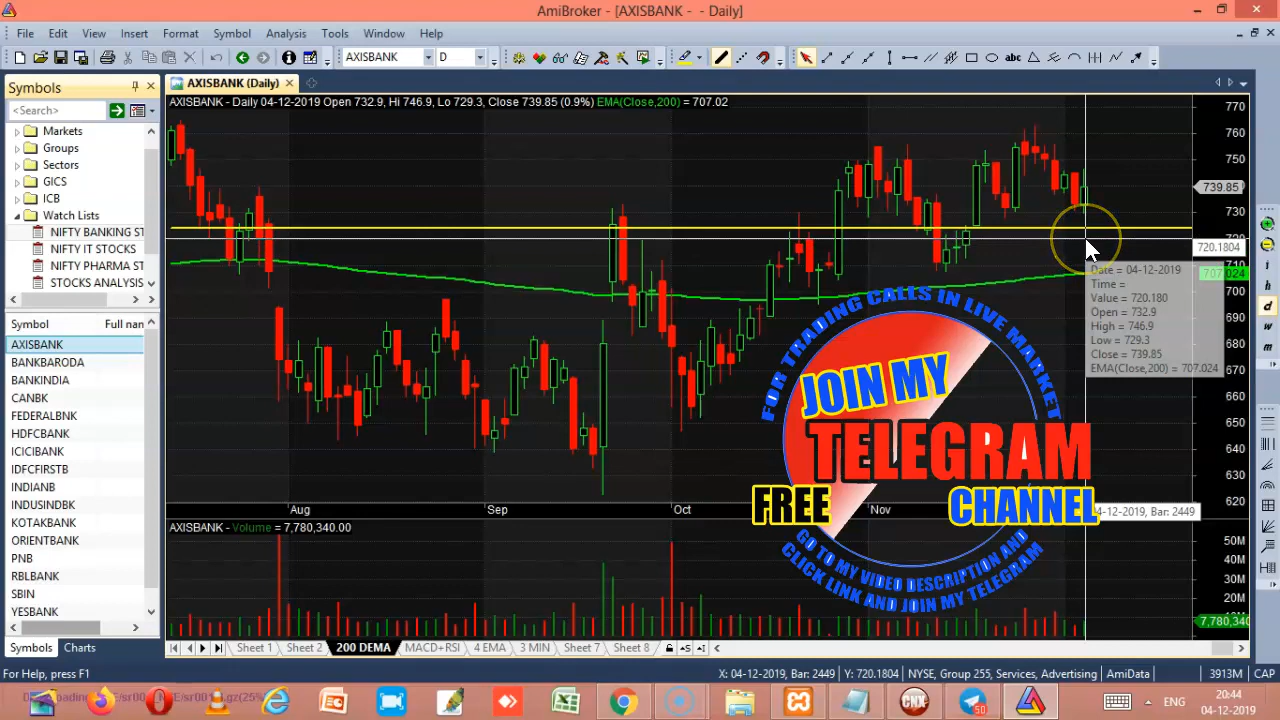 AmiBroker - [AXISBANK - - Daily]
File Edit View Insert Format Symbol Analysis Tools Window Help
AXISBANK D
abc
Symbols
AXISBANK (Daily)
<Search>
Markets
Groups
Sectors
GICS
ICB
Watch Lists
NIFTY BANKING ST
NIFTY IT STOCKS
NIFTY PHARMA ST
STOCKS ANALYSIS
Symbol Full nam
AXISBANK
BANKBARODA
BANKINDIA
CANBK
FEDERALBNK
HDFCBANK
ICICIBANK
IDFCFIRSTB
INDIANB
INDUSINDBK
KOTAKBANK
ORIENTBANK
PNB
RBLBANK
SBIN
YESBANK
Symbols Charts
AXISBANK - Daily 04-12-2019 Open 732.9, Hi 746.9, Lo 729.3, Close 739.85 (0.9%) EMA(Close,200) = 707.02
770
760
750
739.85
730
720.1804
710
707.024
700
690
680
670
660
650
640
630
620
Date = 04-12-2019
Time =
Value = 720.180
Open = 732.9
High = 746.9
Low = 729.3
Close = 739.85
EMA(Close,200) = 707.024
FOR TRADING CALLS IN LIVE MARKET
JOIN MY
TELEGRAM
FREE CHANNEL
GO TO MY VIDEO DESCRIPTION AND
CLICK LINK AND JOIN MY TELEGRAM
Aug Sep Oct Nov
04-12-2019, Bar: 2449
AXISBANK - Volume = 7,780,340.00
50M
40M
30M
20M
7,780,340
Sheet 1 Sheet 2 200 DEMA MACD+RSI 4 EMA 3 MIN Sheet 7 Sheet 8
i
h
d
w
m
For Help, press F1
X: 04-12-2019, Bar: 2449 Y: 720.1804 NYSE, Group 255, Services, Advertising AmiData 3913M CAP
CNX
50
ENG
20:44
04-12-2019